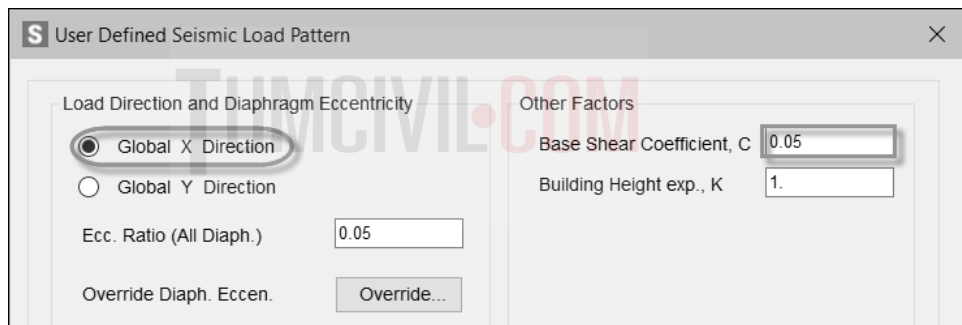 S User Defined Seismic Load Pattern
TUMCIVIL.COM
Load Direction and Diaphragm Eccentricity
Global X Direction
Global Y Direction
Ecc. Ratio (All Diaph.) 0.05
Override Diaph. Eccen. Override...
Other Factors
Base Shear Coefficient, C 0.05
Building Height exp., K 1.